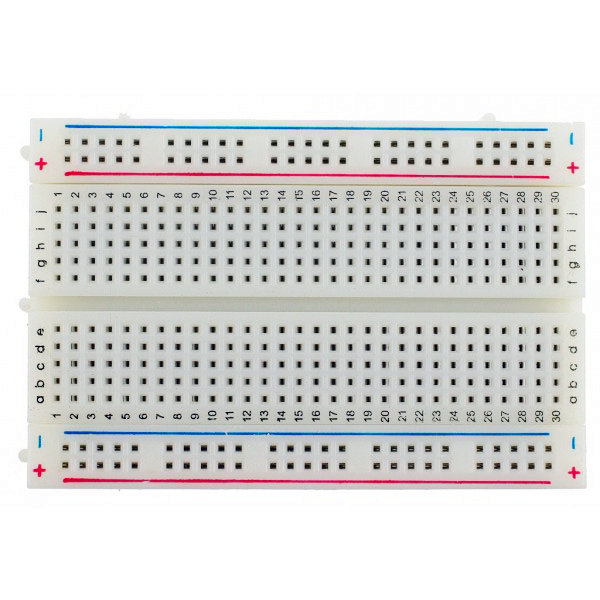 - -
+ +
1 2 3 4 5 6 7 8 9 10 11 12 13 14 15 16 17 18 19 20 21 22 23 24 25 26 27 28 29 30
j j
i i
h h
g g
f f
e e
d d
c c
b b
a a
1 2 3 4 5 6 7 8 9 10 11 12 13 14 15 16 17 18 19 20 21 22 23 24 25 26 27 28 29 30
- -
+ +